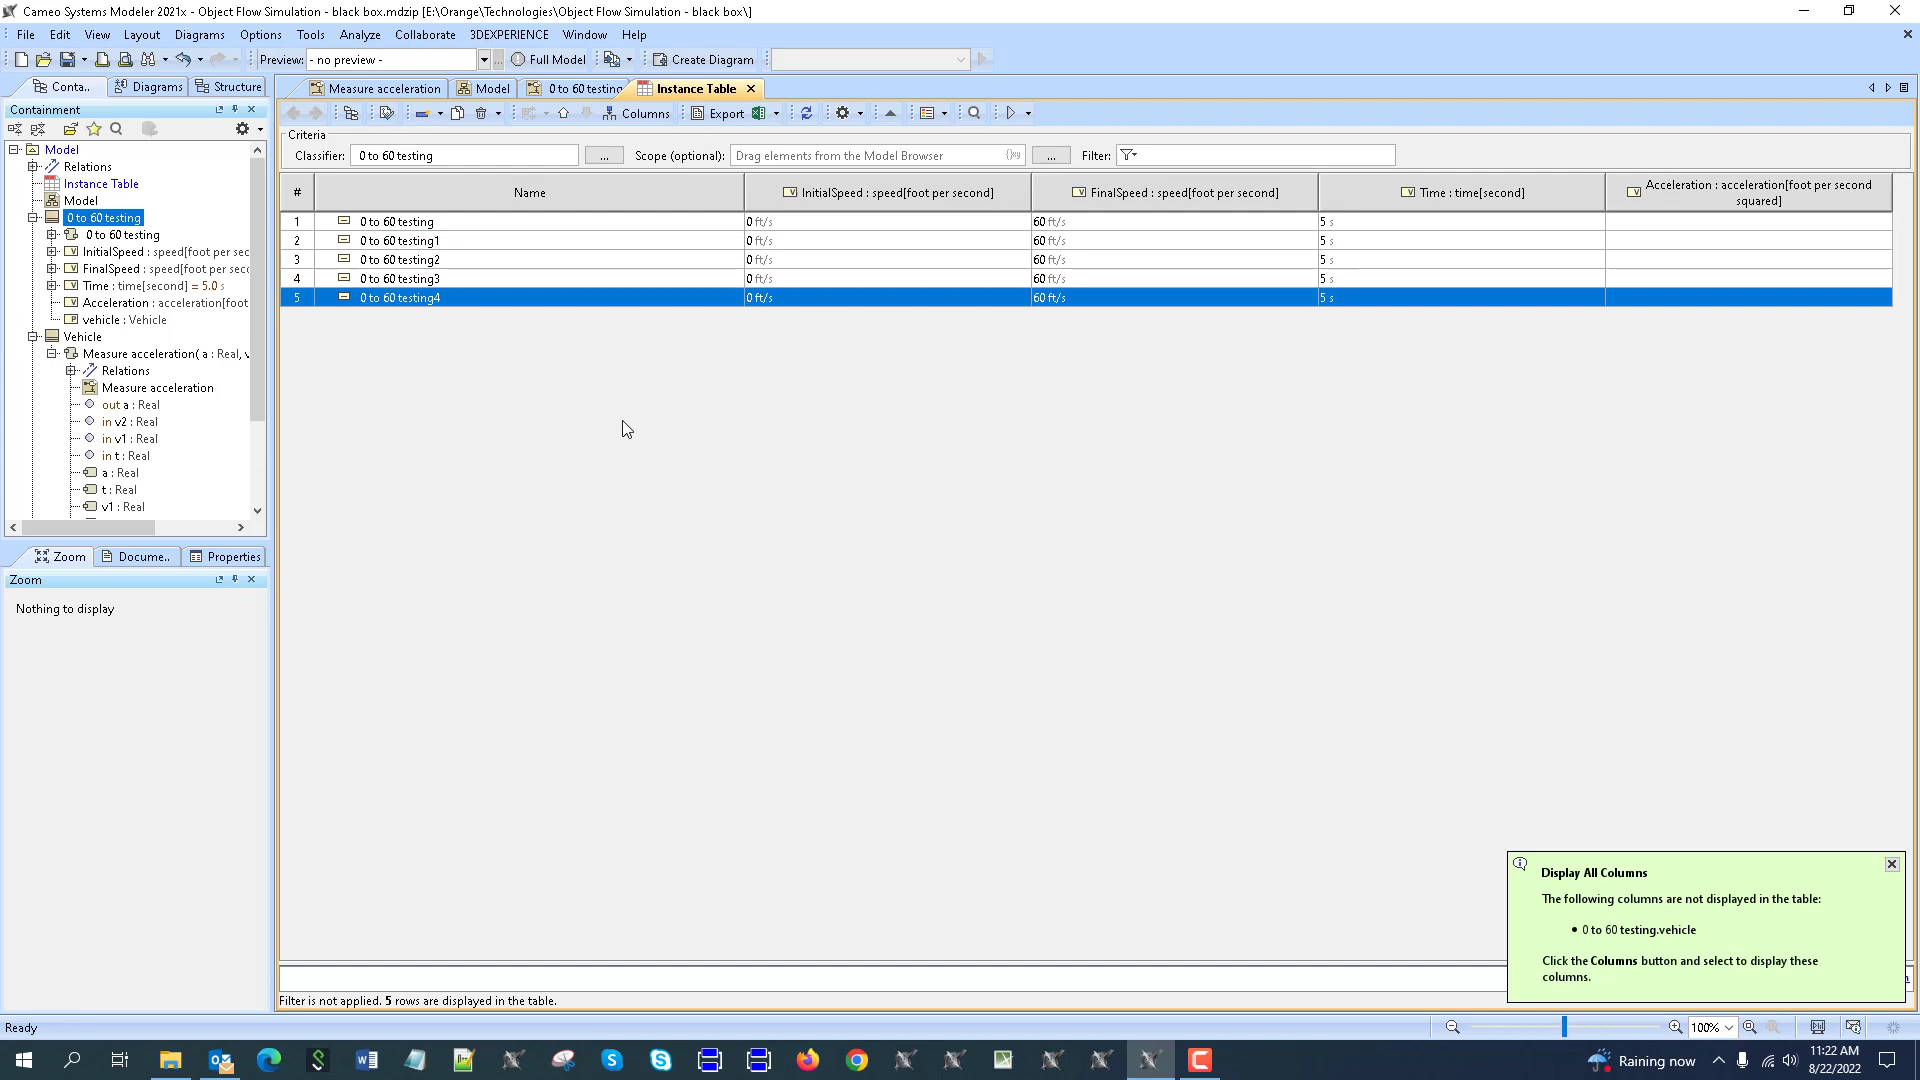 Cameo Systems Modeler 2021x - Object Flow Simulation - black box.mdzip [E:\Orange\Technologies\Object Flow Simulation - black box\]
File Edit View Layout Diagrams Options Tools Analyze Collaborate 3DEXPERIENCE Window Help
Preview: - no preview - ... Full Model Create Diagram
Conta.. Diagrams Structure
Measure acceleration Model 0 to 60 testing Instance Table
Containment
Columns Export
Criteria
Classifier: 0 to 60 testing ... Scope (optional): Drag elements from the Model Browser ... Filter:
Model
Relations
Instance Table
Model
0 to 60 testing
0 to 60 testing
InitialSpeed : speed[foot per sec
FinalSpeed : speed[foot per seco
Time : time[second] = 5.0 s
Acceleration : acceleration[foot
vehicle : Vehicle
Vehicle
Measure acceleration( a : Real, v
Relations
Measure acceleration
out a : Real
in v2 : Real
in v1 : Real
in t : Real
a : Real
t : Real
v1 : Real
# Name InitialSpeed : speed[foot per second] FinalSpeed : speed[foot per second] Time : time[second] Acceleration : acceleration[foot per second squared]
1 0 to 60 testing 0 ft/s 60 ft/s 5 s
2 0 to 60 testing1 0 ft/s 60 ft/s 5 s
3 0 to 60 testing2 0 ft/s 60 ft/s 5 s
4 0 to 60 testing3 0 ft/s 60 ft/s 5 s
5 0 to 60 testing4 0 ft/s 60 ft/s 5 s
Zoom Docume.. Properties
Zoom
Nothing to display
Display All Columns
The following columns are not displayed in the table:
• 0 to 60 testing.vehicle
Click the Columns button and select to display these
columns.
Filter is not applied. 5 rows are displayed in the table.
Ready
100%
Raining now
11:22 AM
8/22/2022